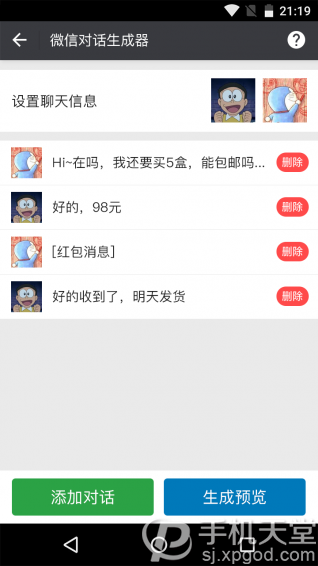 21:19
微信对话生成器
?
设置聊天信息
Hi~在吗，我还要买5盒，能包邮吗...
删除
好的，98元
删除
[红包消息]
删除
好的收到了，明天发货
删除
添加对话
生成预览
手机天堂
sj.xpgod.com